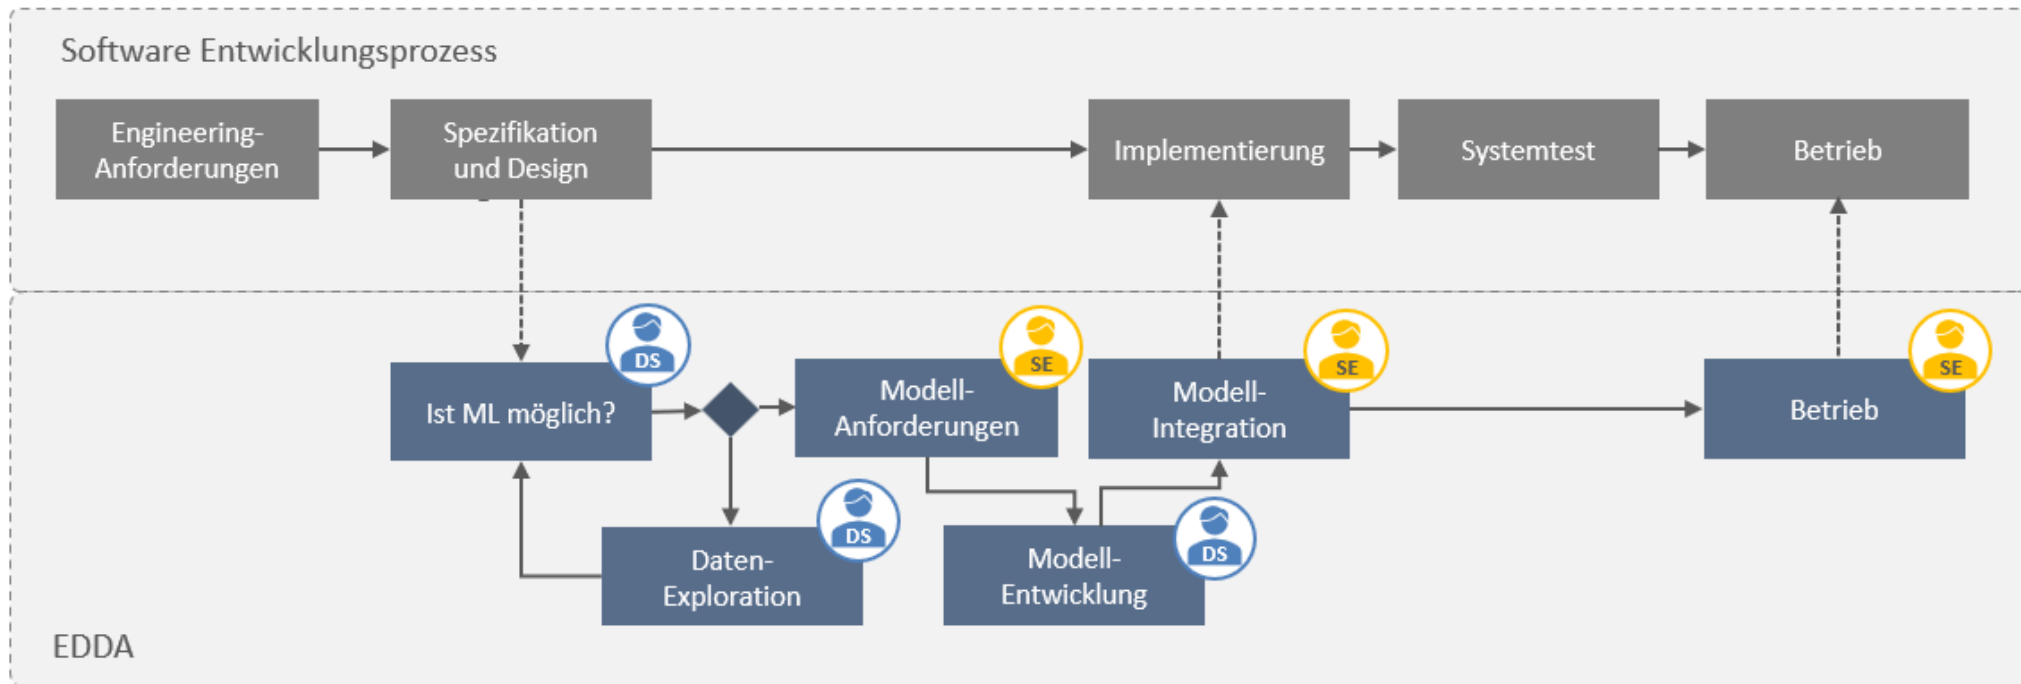 Software Entwicklungsprozess
Engineering-
Anforderungen
Spezifikation
und Design
Implementierung
Systemtest
Betrieb
DS
Ist ML möglich?
SE
Modell-
Anforderungen
SE
Modell-
Integration
SE
Betrieb
DS
Daten-
Exploration
DS
Modell-
Entwicklung
EDDA